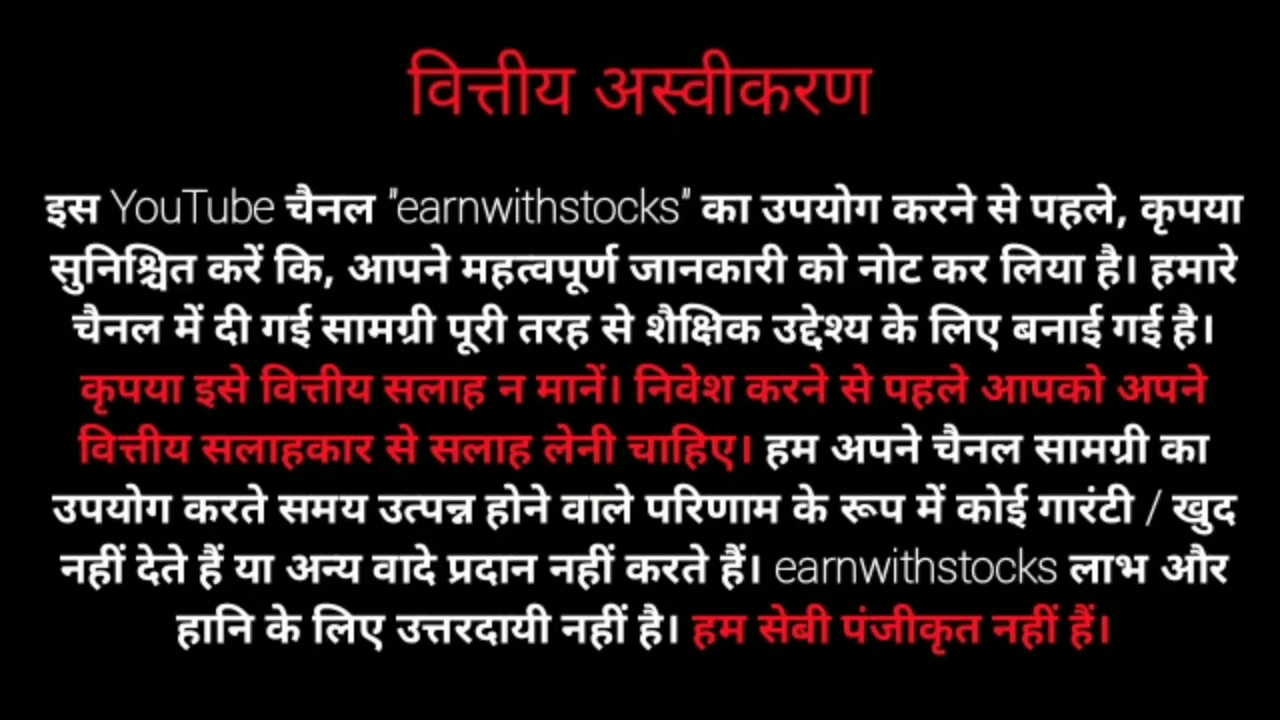 वित्तीय अस्वीकरण
इस YouTube चैनल "earnwithstocks" का उपयोग करने से पहले, कृपया
सुनिश्चित करें कि, आपने महत्वपूर्ण जानकारी को नोट कर लिया है। हमारे
चैनल में दी गई सामग्री पूरी तरह से शैक्षिक उद्देश्य के लिए बनाई गई है।
कृपया इसे वित्तीय सलाह न मानें। निवेश करने से पहले आपको अपने
वित्तीय सलाहकार से सलाह लेनी चाहिए। हम अपने चैनल सामग्री का
उपयोग करते समय उत्पन्न होने वाले परिणाम के रूप में कोई गारंटी / खुद
नहीं देते हैं या अन्य वादे प्रदान नहीं करते हैं। earnwithstocks लाभ और
हानि के लिए उत्तरदायी नहीं है। हम सेबी पंजीकृत नहीं हैं।